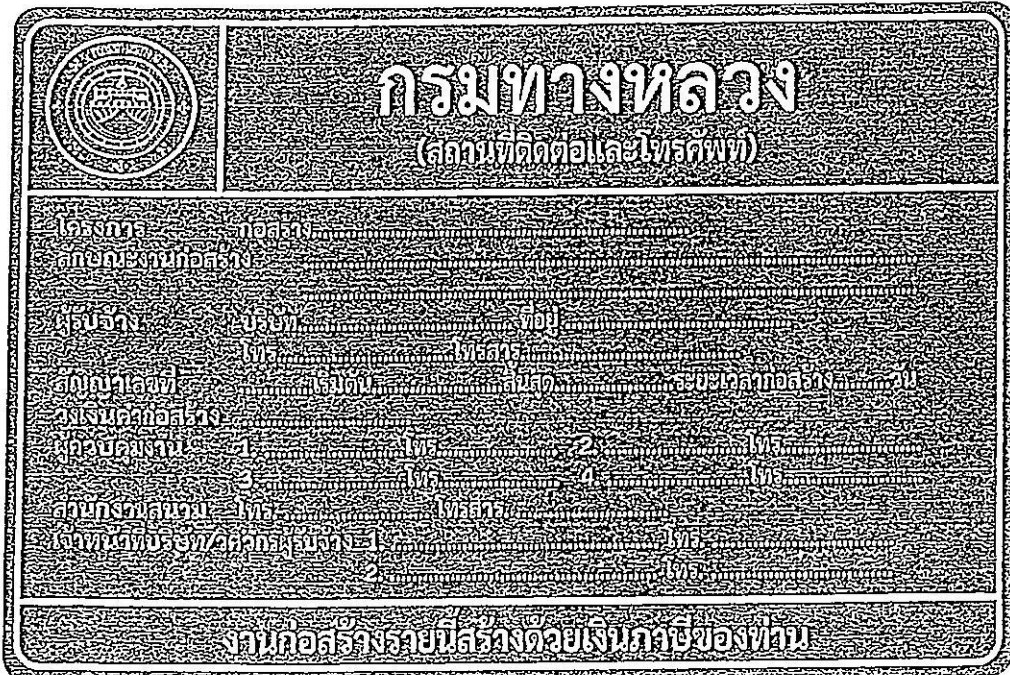 กรมทางหลวง
(สถานที่ติดต่อและโทรศัพท์)
โครงการ ก่อสร้าง........................................
ลักษณะงานก่อสร้าง ............................................................
............................................................
ผู้รับจ้าง บริษัท.............................. ที่อยู่..............................
โทร.........................โทรสาร..............................
สัญญาเลขที่ ............เริ่มต้น....................สิ้นสุด....................ระยะเวลาก่อสร้าง..........วัน
วงเงินค่าก่อสร้าง..............................
ผู้ควบคุมงาน 1.....................โทร.................... 2.....................โทร....................
3.....................โทร.................... 4.....................โทร....................
สำนักงานสนาม โทร.....................โทรสาร....................
เจ้าหน้าที่บริษัท/วิศวกรผู้รับจ้าง 1........................................โทร..............................
2........................................โทร..............................
งานก่อสร้างรายนี้สร้างด้วยเงินภาษีของท่าน